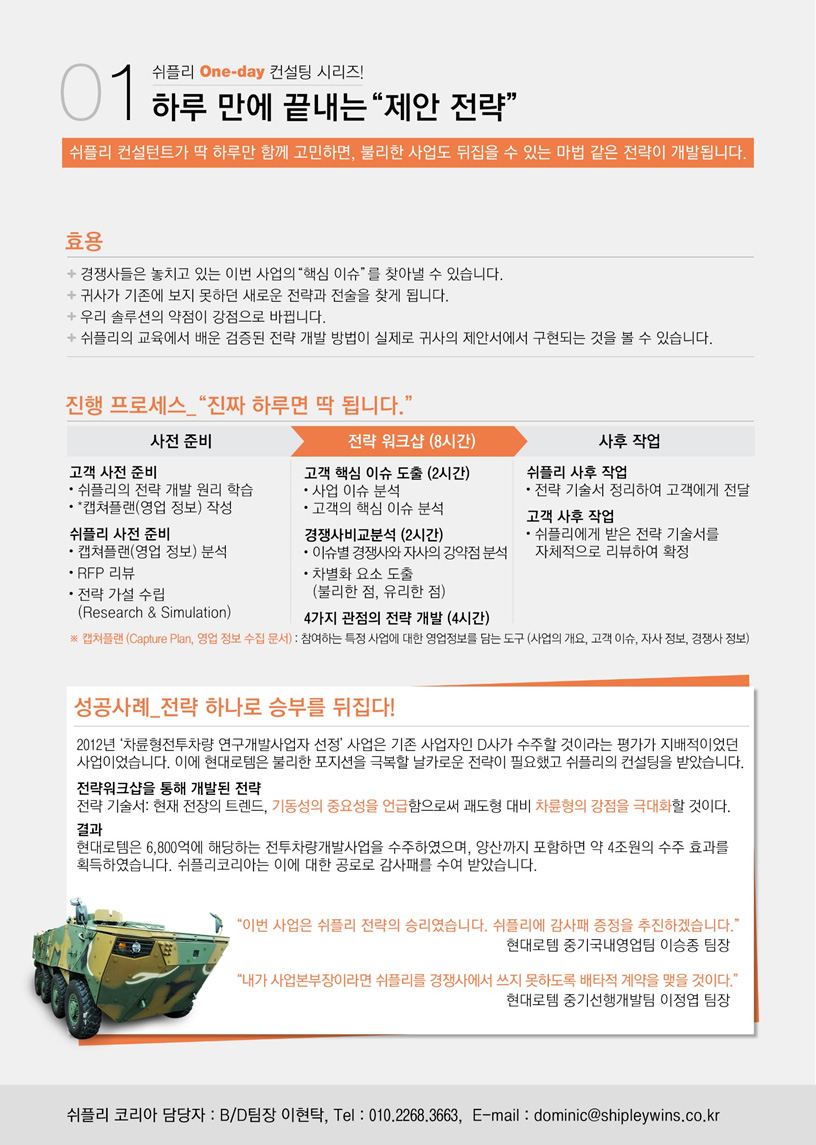 01
쉬플리 One-day 컨설팅 시리즈!
하루 만에 끝내는 “제안 전략”
쉬플리 컨설턴트가 딱 하루만 함께 고민하면, 불리한 사업도 뒤집을 수 있는 마법 같은 전략이 개발됩니다.
효용
+ 경쟁사들은 놓치고 있는 이번 사업의 “핵심 이슈” 를 찾아낼 수 있습니다.
+ 귀사가 기존에 보지 못하던 새로운 전략과 전술을 찾게 됩니다.
+ 우리 솔루션의 약점이 강점으로 바뀝니다.
+ 쉬플리의 교육에서 배운 검증된 전략 개발 방법이 실제로 귀사의 제안서에서 구현되는 것을 볼 수 있습니다.
진행 프로세스_“진짜 하루면 딱 됩니다.”
사전 준비
고객 사전 준비
• 쉬플리의 전략 개발 원리 학습
• *캡쳐플랜(영업 정보) 작성
쉬플리 사전 준비
• 캡쳐플랜(영업 정보) 분석
• RFP 리뷰
• 전략 가설 수립
(Research & Simulation)
전략 워크샵 (8시간)
고객 핵심 이슈 도출 (2시간)
• 사업 이슈 분석
• 고객의 핵심 이슈 분석
경쟁사비교분석 (2시간)
• 이슈별 경쟁사와 자사의 강약점 분석
• 차별화 요소 도출
(불리한 점, 유리한 점)
4가지 관점의 전략 개발 (4시간)
사후 작업
쉬플리 사후 작업
• 전략 기술서 정리하여 고객에게 전달
고객 사후 작업
• 쉬플리에게 받은 전략 기술서를
자체적으로 리뷰하여 확정
※ 캡쳐플랜 (Capture Plan, 영업 정보 수집 문서) : 참여하는 특정 사업에 대한 영업정보를 담는 도구 (사업의 개요, 고객 이슈, 자사 정보, 경쟁사 정보)
성공사례_전략 하나로 승부를 뒤집다!
2012년 ‘차륜형전투차량 연구개발사업자 선정’ 사업은 기존 사업자인 D사가 수주할 것이라는 평가가 지배적이었던
사업이었습니다. 이에 현대로템은 불리한 포지션을 극복할 날카로운 전략이 필요했고 쉬플리의 컨설팅을 받았습니다.
전략워크샵을 통해 개발된 전략
전략 기술서: 현재 전장의 트렌드, 기동성의 중요성을 언급함으로써 괘도형 대비 차륜형의 강점을 극대화할 것이다.
결과
현대로템은 6,800억에 해당하는 전투차량개발사업을 수주하였으며, 양산까지 포함하면 약 4조원의 수주 효과를
획득하였습니다. 쉬플리코리아는 이에 대한 공로로 감사패를 수여 받았습니다.
“이번 사업은 쉬플리 전략의 승리였습니다. 쉬플리에 감사패 증정을 추진하겠습니다.”
현대로템 중기국내영업팀 이승종 팀장
“내가 사업본부장이라면 쉬플리를 경쟁사에서 쓰지 못하도록 배타적 계약을 맺을 것이다.”
현대로템 중기선행개발팀 이정엽 팀장
쉬플리 코리아 담당자 : B/D팀장 이현탁, Tel : 010.2268.3663, E-mail : dominic@shipleywins.co.kr